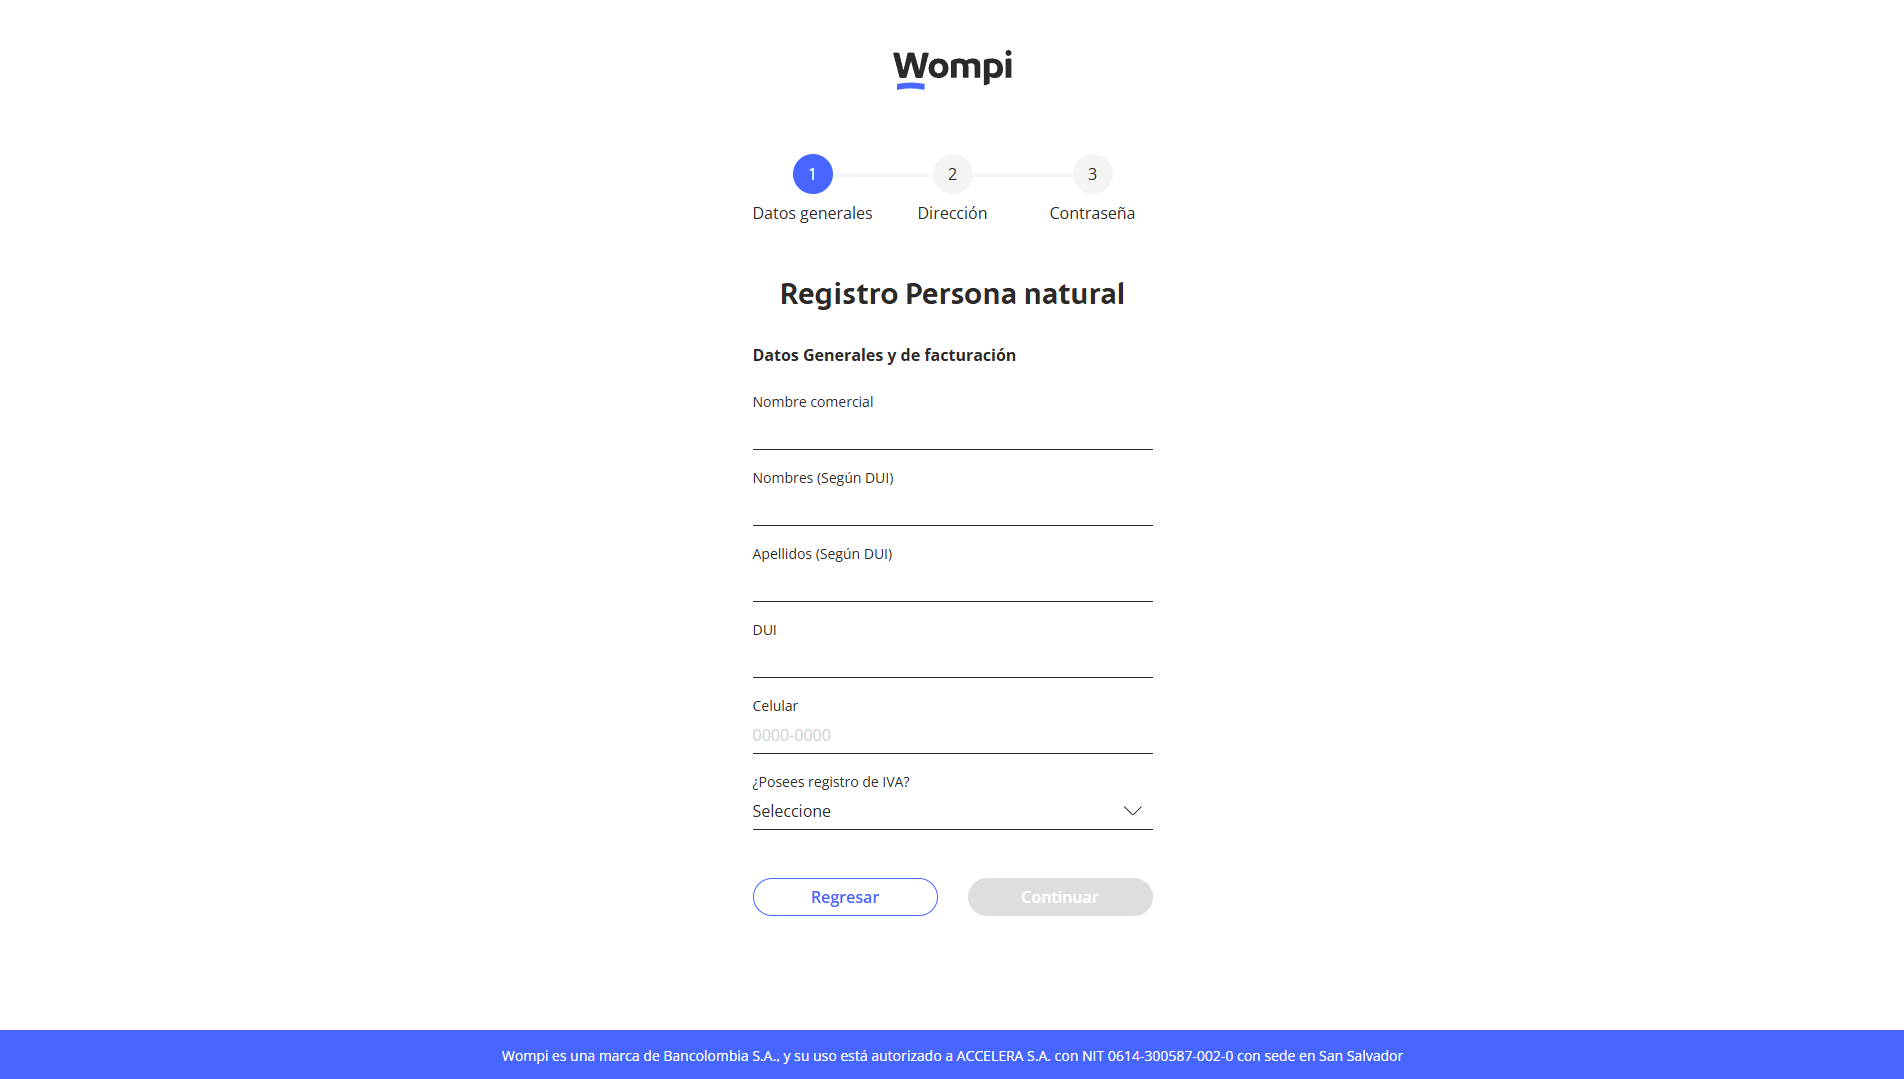 Wompi
1 2 3
Datos generales Dirección Contraseña
Registro Persona natural
Datos Generales y de facturación
Nombre comercial
Nombres (Según DUI)
Apellidos (Según DUI)
DUI
Celular
0000-0000
¿Posees registro de IVA?
Seleccione
Regresar Continuar
Wompi es una marca de Bancolombia S.A., y su uso está autorizado a ACCELERA S.A. con NIT 0614-300587-002-0 con sede en San Salvador